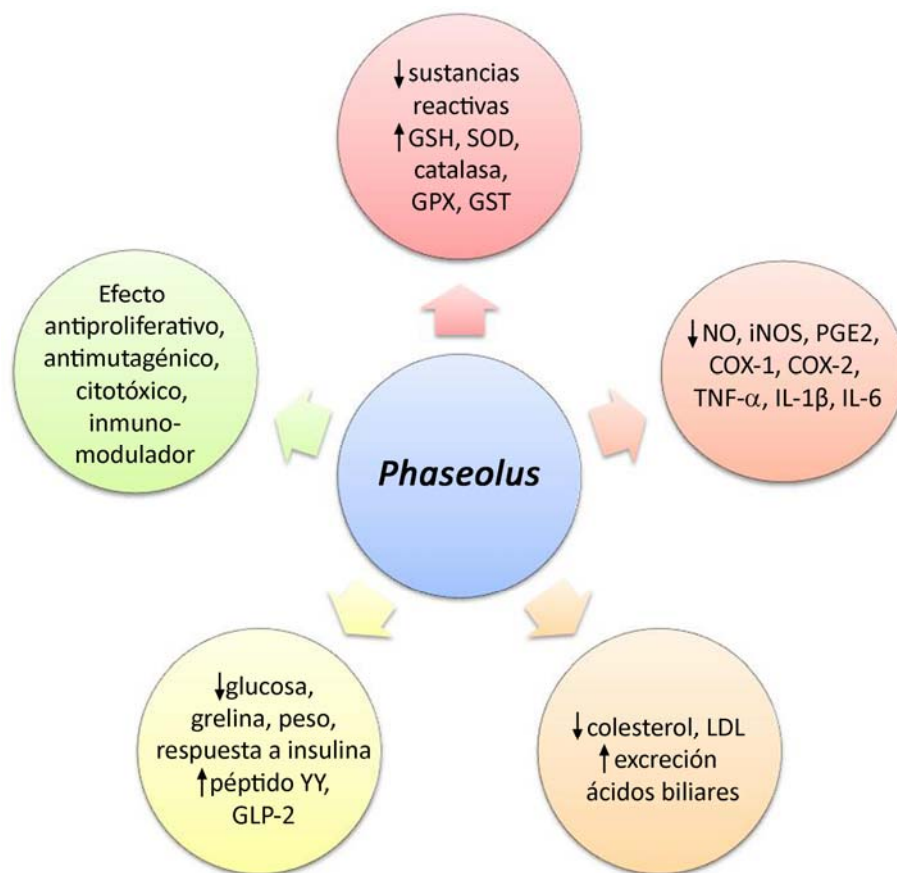 ↓sustancias
reactivas
↑GSH, SOD,
catalasa,
GPX, GST
Efecto
antiproliferativo,
antimutagénico,
citotóxico,
inmuno-
modulador
↓NO, iNOS, PGE2,
COX-1, COX-2,
TNF-α, IL-1β, IL-6
Phaseolus
↓glucosa,
grelina, peso,
respuesta a insulina
↑péptido YY,
GLP-2
↓colesterol, LDL
↑excreción
ácidos biliares